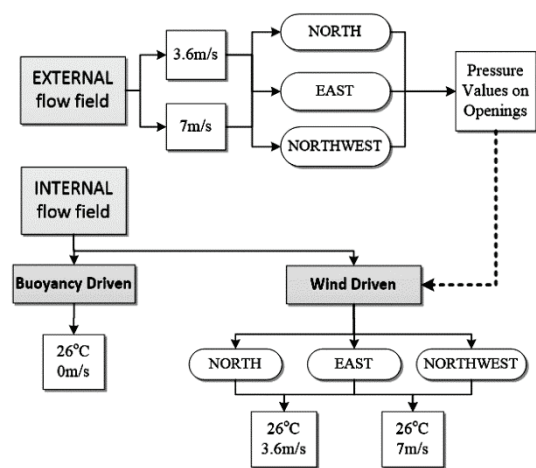 EXTERNAL
flow field
3.6m/s
7m/s
NORTH
EAST
NORTHWEST
Pressure
Values on
Openings
INTERNAL
flow field
Buoyancy Driven
Wind Driven
26°C
0m/s
NORTH
EAST
NORTHWEST
26°C
3.6m/s
26°C
7m/s